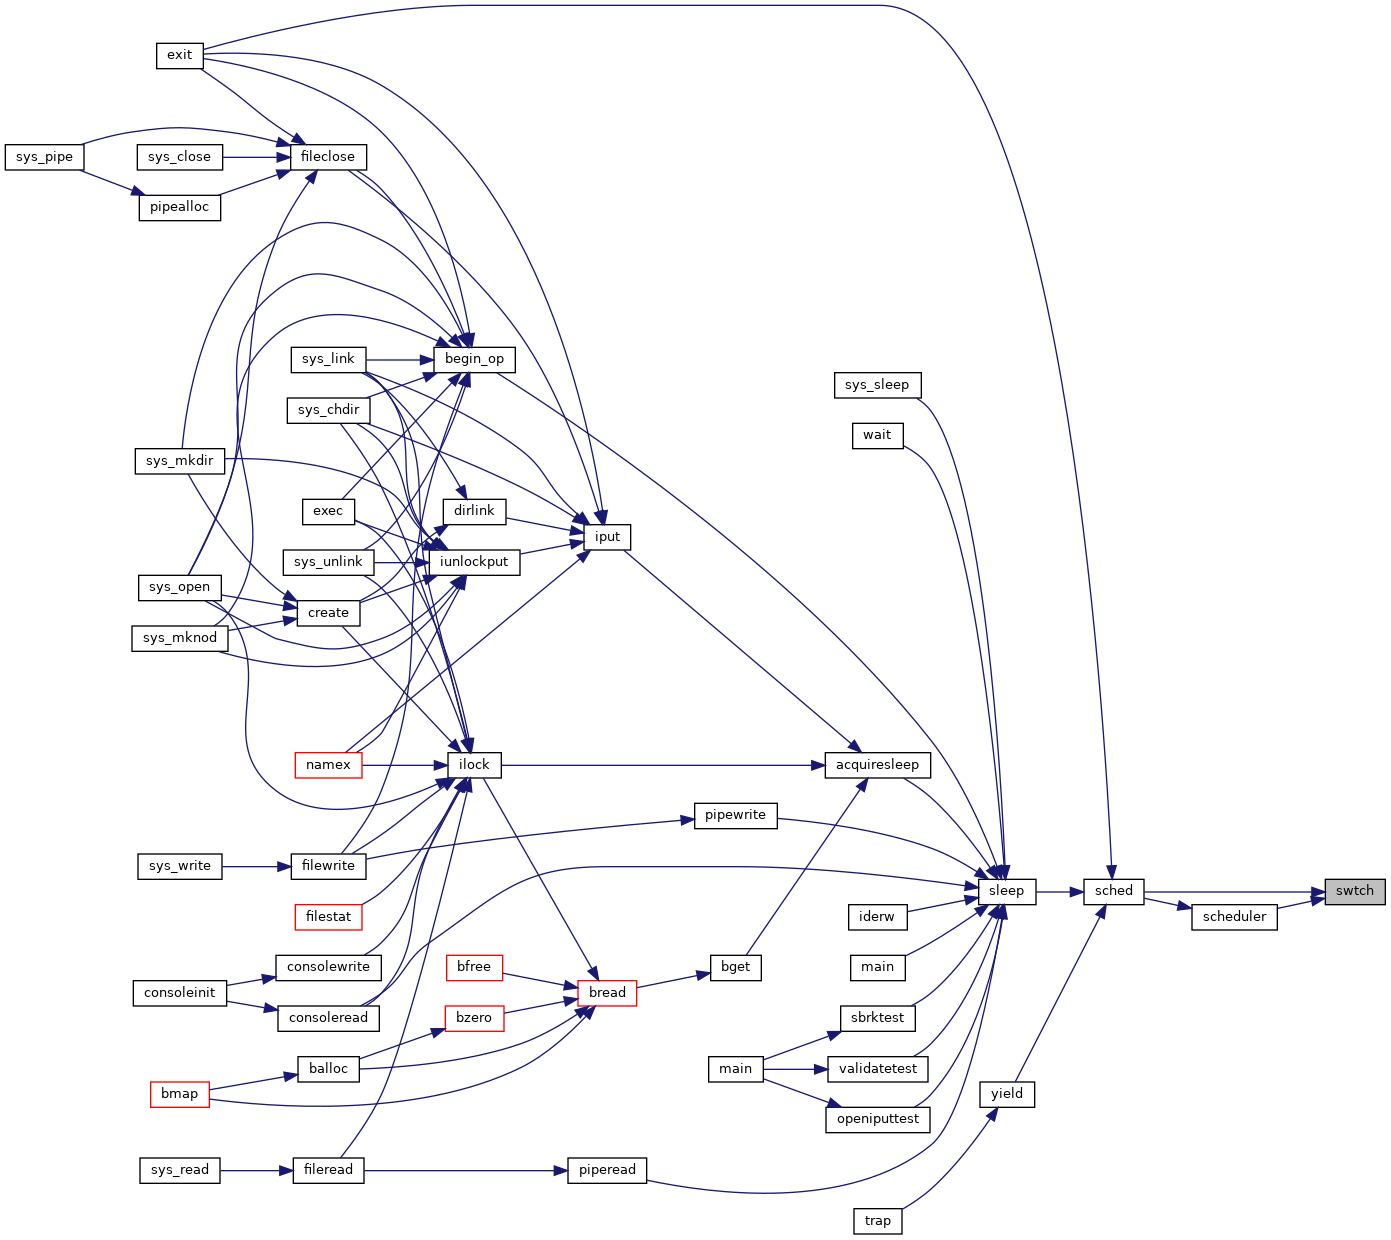 exit
sys_pipe
sys_close
fileclose
pipealloc
sys_link
begin_op
sys_sleep
sys_chdir
wait
sys_mkdir
exec
dirlink
iput
sys_unlink
iunlockput
sys_open
create
sys_mknod
namex
ilock
acquiresleep
pipewrite
sys_write
filewrite
sleep
sched
swtch
filestat
iderw
scheduler
consolewrite
bfree
bget
main
consoleinit
bread
consoleread
bzero
sbrktest
balloc
main
validatetest
bmap
yield
openiputtest
sys_read
fileread
piperead
trap